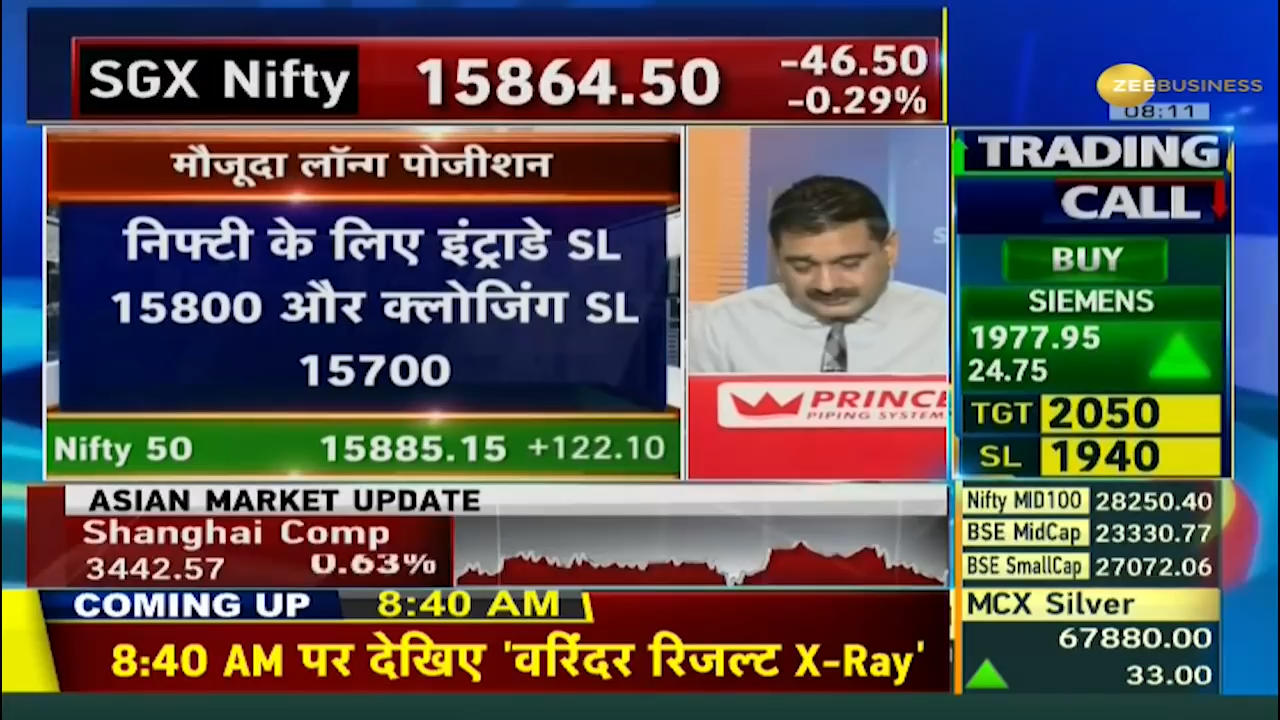 SGX Nifty 15864.50 -46.50
-0.29%
ZEEBUSINESS
08:11
मौजूदा लॉन्ग पोजीशन
निफ्टी के लिए इंट्राडे SL
15800 और क्लोजिंग SL
15700
Nifty 50 15885.15 +122.10
PRINCE
PIPING SYSTEM
TRADING
CALL
BUY
SIEMENS
1977.95
24.75
TGT 2050
SL 1940
ASIAN MARKET UPDATE
Shanghai Comp
3442.57 0.63%
Nifty MID100 28250.40
BSE MidCap 23330.77
BSE SmallCap 27072.06
MCX Silver
67880.00
33.00
COMING UP 8:40 AM
8:40 AM पर देखिए 'वरिंदर रिजल्ट X-Ray'